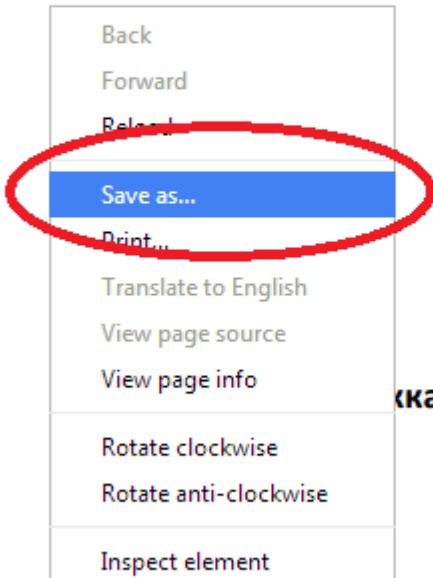 Back
Forward
Reload
Save as...
Print...
Translate to English
View page source
View page info
Rotate clockwise
Rotate anti-clockwise
Inspect element